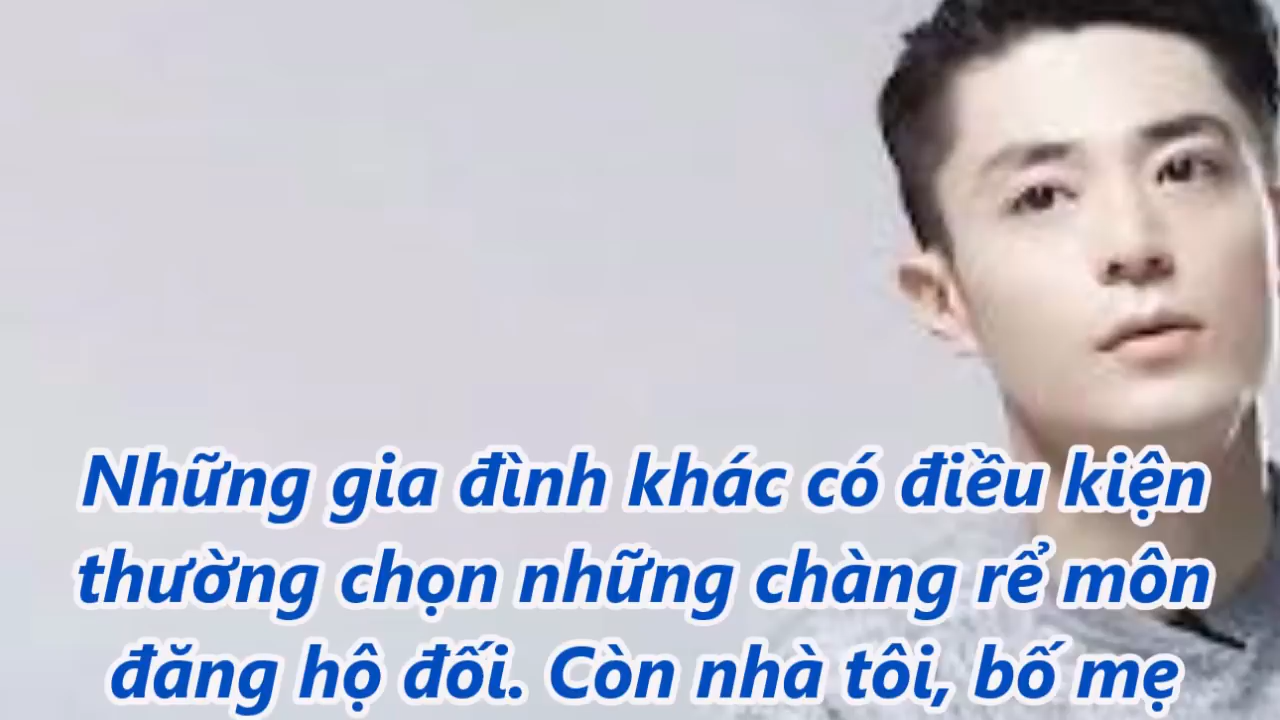 Những gia đình khác có điều kiện
thường chọn những chàng rể môn
đăng hộ đối. Còn nhà tôi, bố mẹ